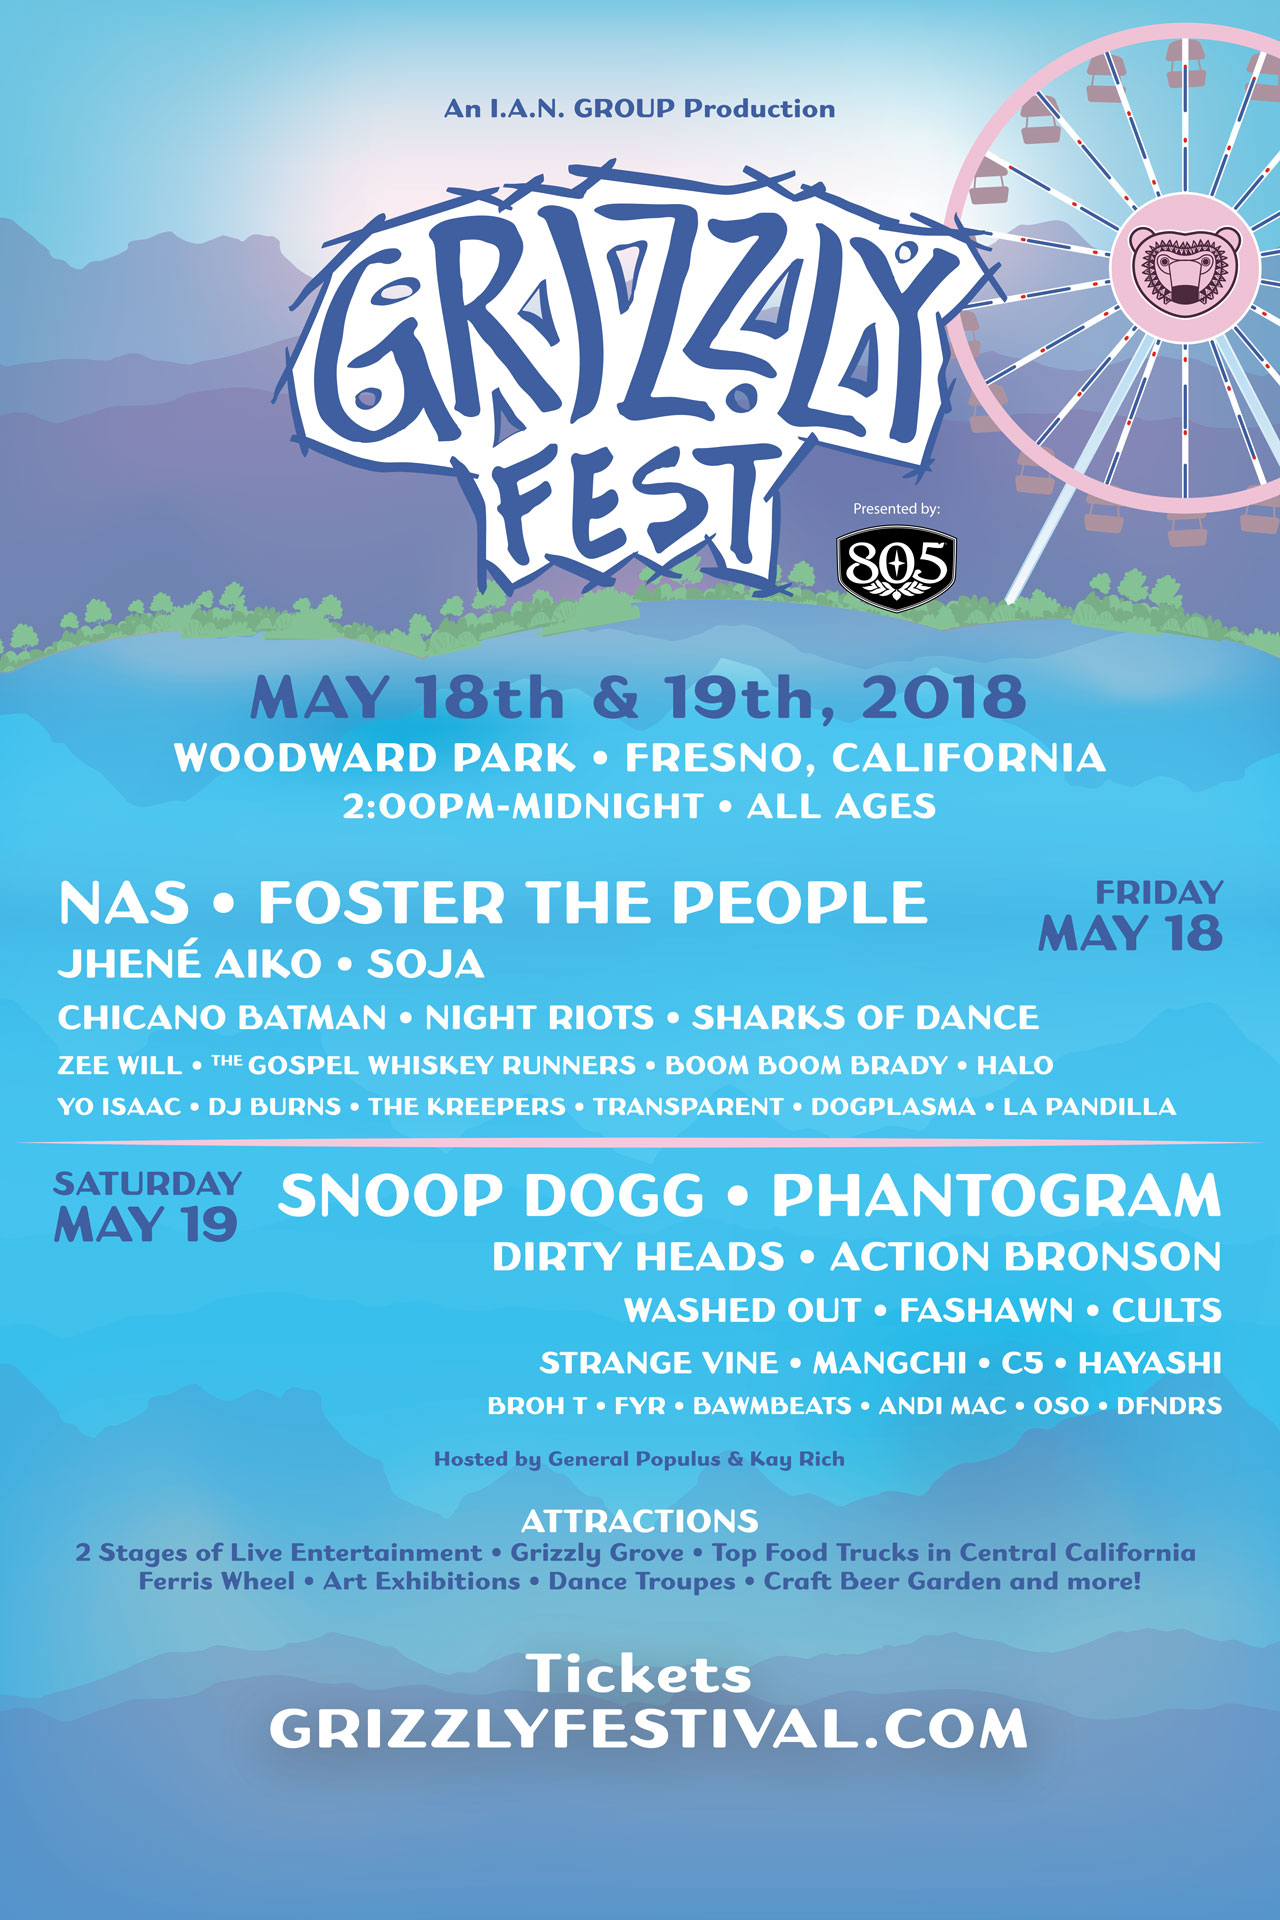 An I.A.N. GROUP Production
GRIZZLY
FEST
Presented by:
805
MAY 18th & 19th, 2018
WOODWARD PARK • FRESNO, CALIFORNIA
2:00PM-MIDNIGHT • ALL AGES
FRIDAY
MAY 18
NAS • FOSTER THE PEOPLE
JHENÉ AIKO • SOJA
CHICANO BATMAN • NIGHT RIOTS • SHARKS OF DANCE
ZEE WILL • THE GOSPEL WHISKEY RUNNERS • BOOM BOOM BRADY • HALO
YO ISAAC • DJ BURNS • THE KREEPERS • TRANSPARENT • DOGPLASMA • LA PANDILLA
SATURDAY
MAY 19
SNOOP DOGG • PHANTOGRAM
DIRTY HEADS • ACTION BRONSON
WASHED OUT • FASHAWN • CULTS
STRANGE VINE • MANGCHI • C5 • HAYASHI
BROH T • FYR • BAWMBEATS • ANDI MAC • OSO • DFNDRS
Hosted by General Populus & Kay Rich
ATTRACTIONS
2 Stages of Live Entertainment • Grizzly Grove • Top Food Trucks in Central California
Ferris Wheel • Art Exhibitions • Dance Troupes • Craft Beer Garden and more!
Tickets
GRIZZLYFESTIVAL.COM